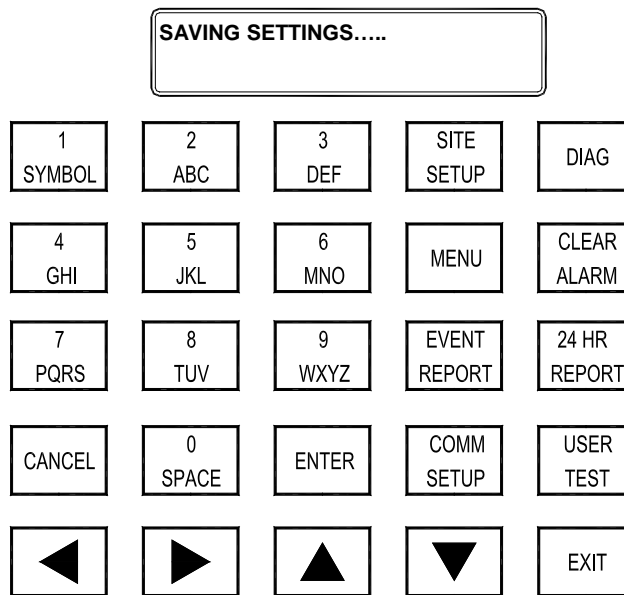 SAVING SETTINGS…..
1
SYMBOL
2
ABC
3
DEF
SITE
SETUP
DIAG
4
GHI
5
JKL
6
MNO
MENU
CLEAR
ALARM
7
PQRS
8
TUV
9
WXYZ
EVENT
REPORT
24 HR
REPORT
CANCEL
0
SPACE
ENTER
COMM
SETUP
USER
TEST
EXIT